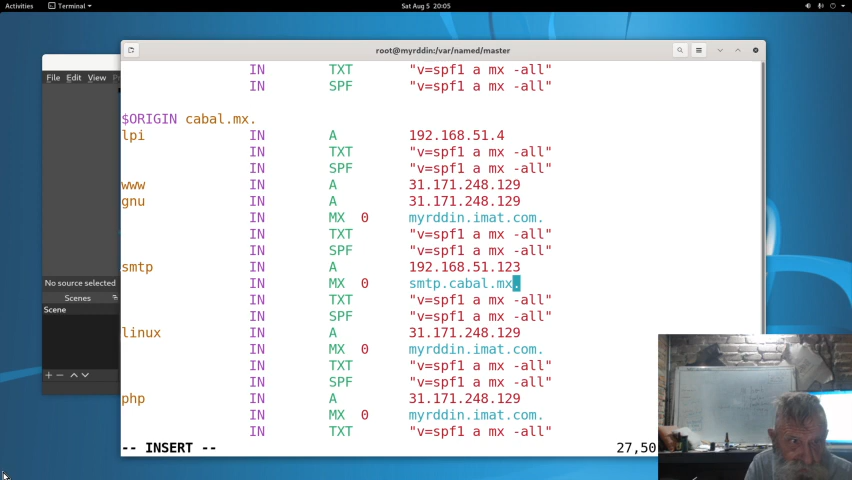 Activities Terminal Sat Aug 5 20:05
root@myrddin:/var/named/master
File Edit View
IN TXT "v=spf1 a mx -all"
IN SPF "v=spf1 a mx -all"
$ORIGIN cabal.mx.
lpi IN A 192.168.51.4
IN TXT "v=spf1 a mx -all"
IN SPF "v=spf1 a mx -all"
www IN A 31.171.248.129
gnu IN A 31.171.248.129
IN MX 0 myrddin.imat.com.
IN TXT "v=spf1 a mx -all"
IN SPF "v=spf1 a mx -all"
smtp IN A 192.168.51.123
IN MX 0 smtp.cabal.mx.
IN TXT "v=spf1 a mx -all"
IN SPF "v=spf1 a mx -all"
linux IN A 31.171.248.129
IN MX 0 myrddin.imat.com.
IN TXT "v=spf1 a mx -all"
IN SPF "v=spf1 a mx -all"
php IN A 31.171.248.129
IN MX 0 myrddin.imat.com.
IN TXT "v=spf1 a mx -all"
-- INSERT -- 27,50
No source selected
Scenes
Scene